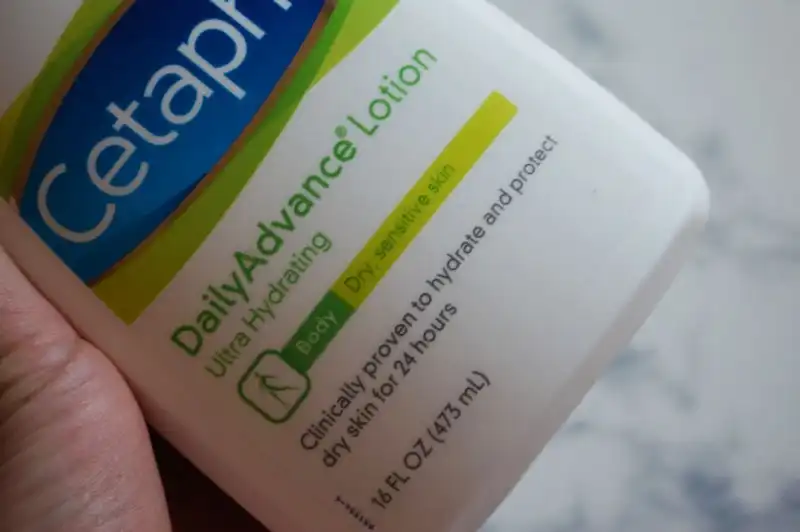 Cetaph
DailyAdvance® Lotion
Ultra Hydrating
Body Dry, sensitive skin
Clinically proven to hydrate and protect
dry skin for 24 hours
16 FL OZ (473 mL)